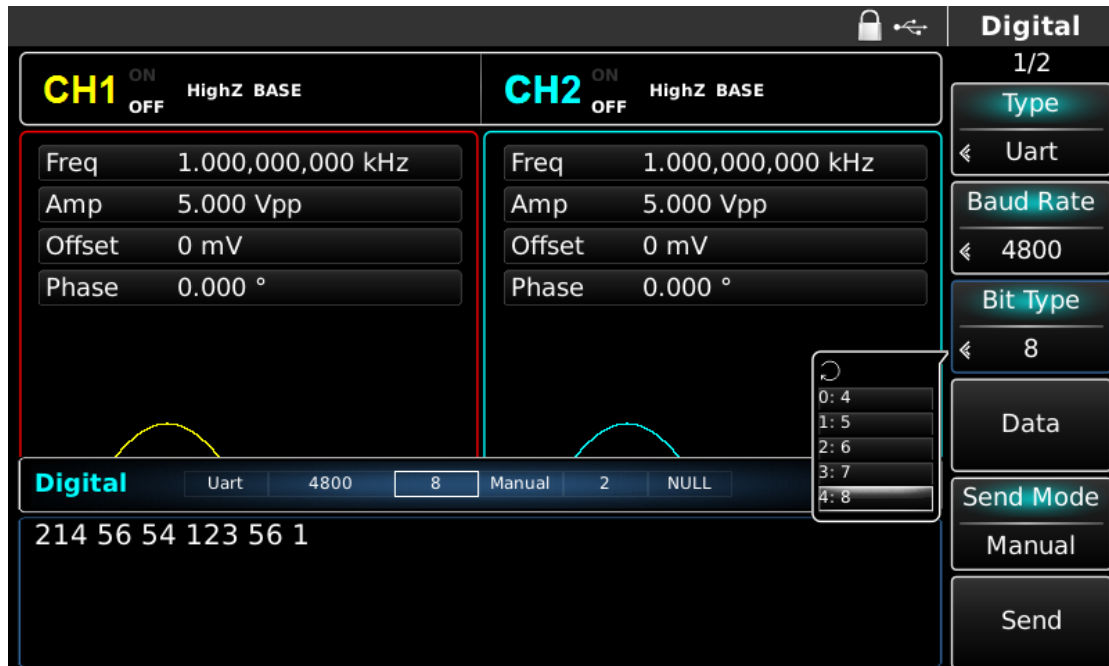 Digital
1/2
CH1 ON OFF HighZ BASE
CH2 ON OFF HighZ BASE
Type
Uart
Freq 1.000,000,000 kHz
Amp 5.000 Vpp
Offset 0 mV
Phase 0.000 °
Freq 1.000,000,000 kHz
Amp 5.000 Vpp
Offset 0 mV
Phase 0.000 °
Baud Rate
4800
Bit Type
8
0: 4
1: 5
2: 6
3: 7
4: 8
Data
Digital Uart 4800 8 Manual 2 NULL
Send Mode
Manual
214 56 54 123 56 1
Send